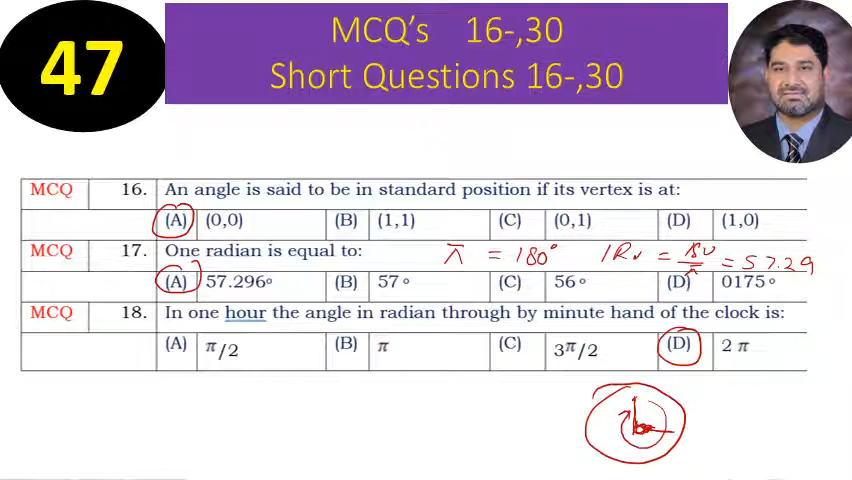 47
MCQ's 16-,30
Short Questions 16-,30
MCQ 16. An angle is said to be in standard position if its vertex is at:
(A) (0,0) (B) (1,1) (C) (0,1) (D) (1,0)
MCQ 17. One radian is equal to: π = 180° 1Rd = 180/π = 57.29
(A) 57.296° (B) 57° (C) 56° (D) 0175°
MCQ 18. In one hour the angle in radian through by minute hand of the clock is:
(A) π/2 (B) π (C) 3π/2 (D) 2 π